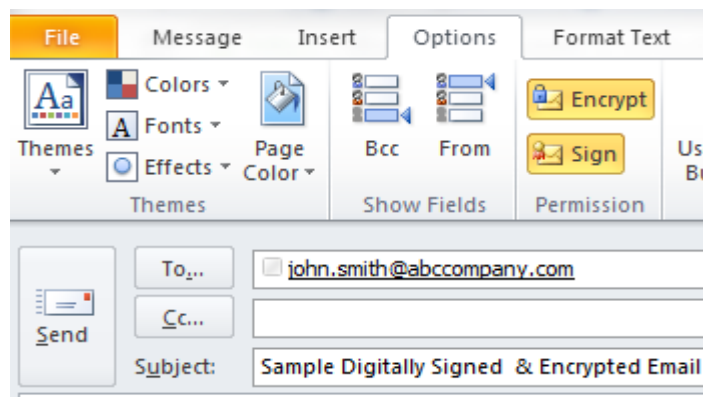 File Message Insert Options Format Text
Aa Colors Encrypt
A Fonts
Themes Effects Page Color Bcc From Sign
Themes Show Fields Permission
To... john.smith@abccompany.com
Send Cc...
Subject: Sample Digitally Signed & Encrypted Email